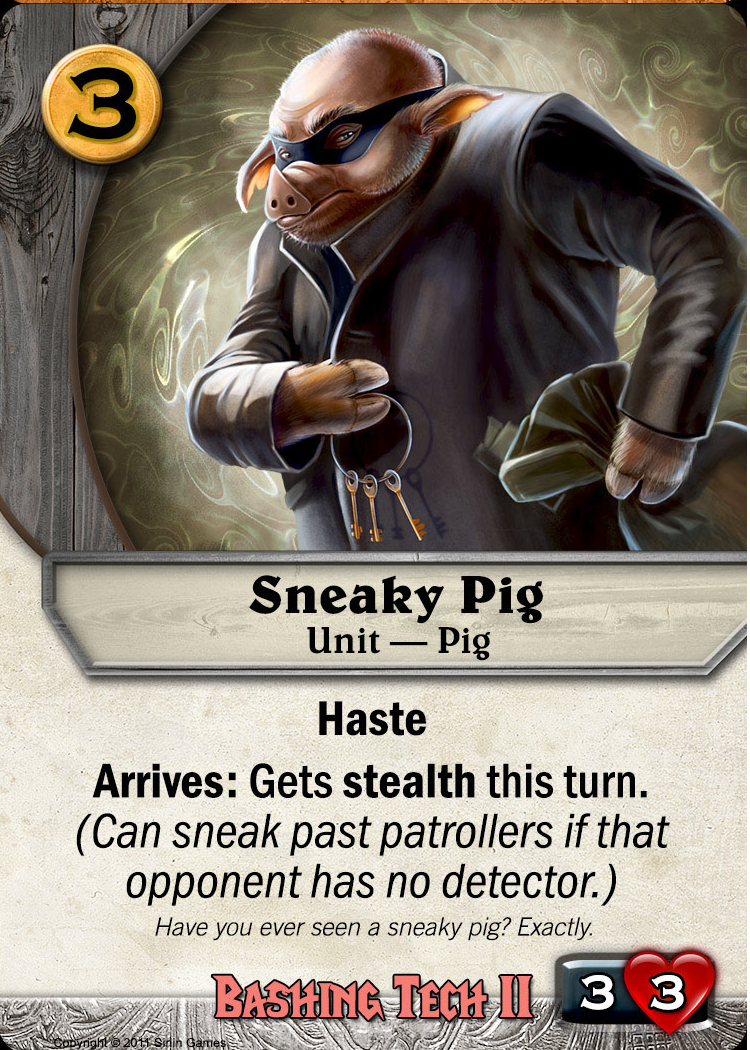 3
Sneaky Pig
Unit — Pig
Haste
Arrives: Gets stealth this turn.
(Can sneak past patrollers if that
opponent has no detector.)
Have you ever seen a sneaky pig? Exactly.
Bashing Tech II
3 3
Copyright © 2011 Sirlin Games